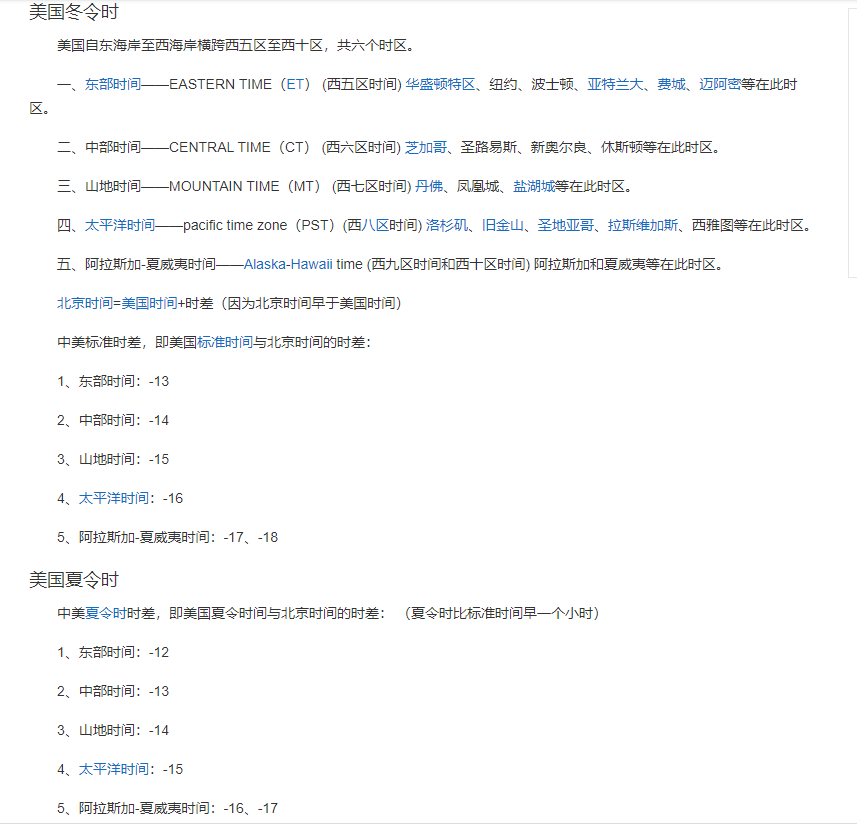 美国冬令时
美国自东海岸至西海岸横跨西五区至西十区，共六个时区。
一、东部时间——EASTERN TIME（ET） (西五区时间) 华盛顿特区、纽约、波士顿、亚特兰大、费城、迈阿密等在此时
区。
二、中部时间——CENTRAL TIME（CT） (西六区时间) 芝加哥、圣路易斯、新奥尔良、休斯顿等在此时区。
三、山地时间——MOUNTAIN TIME（MT） (西七区时间) 丹佛、凤凰城、盐湖城等在此时区。
四、太平洋时间——pacific time zone（PST）(西八区时间) 洛杉矶、旧金山、圣地亚哥、拉斯维加斯、西雅图等在此时区。
五、阿拉斯加-夏威夷时间——Alaska-Hawaii time (西九区时间和西十区时间) 阿拉斯加和夏威夷等在此时区。
北京时间=美国时间+时差（因为北京时间早于美国时间）
中美标准时差，即美国标准时间与北京时间的时差：
1、东部时间：-13
2、中部时间：-14
3、山地时间：-15
4、太平洋时间：-16
5、阿拉斯加-夏威夷时间：-17、-18
美国夏令时
中美夏令时时差，即美国夏令时间与北京时间的时差： （夏令时比标准时间早一个小时）
1、东部时间：-12
2、中部时间：-13
3、山地时间：-14
4、太平洋时间：-15
5、阿拉斯加-夏威夷时间：-16、-17